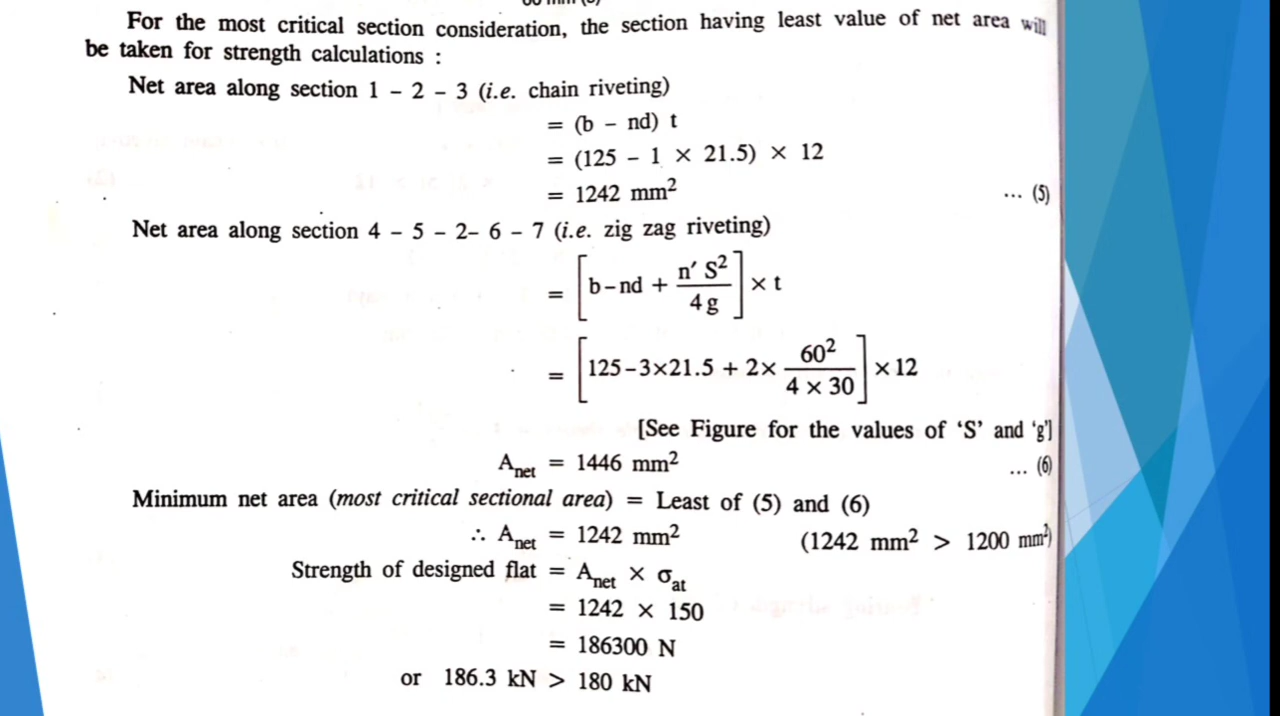 For the most critical section consideration, the section having least value of net area will
be taken for strength calculations :
Net area along section 1 – 2 – 3 (i.e. chain riveting)
= (b – nd) t
= (125 – 1 × 21.5) × 12
= 1242 mm² ... (5)
Net area along section 4 – 5 – 2– 6 – 7 (i.e. zig zag riveting)
= [b–nd + n′ S² / 4 g] × t
= [125–3×21.5 + 2× 60² / 4 × 30] × 12
[See Figure for the values of ‘S’ and ‘g’]
Anet = 1446 mm² ... (6)
Minimum net area (most critical sectional area) = Least of (5) and (6)
∴ Anet = 1242 mm² (1242 mm² > 1200 mm²)
Strength of designed flat = Anet × σat
= 1242 × 150
= 186300 N
or 186.3 kN > 180 kN